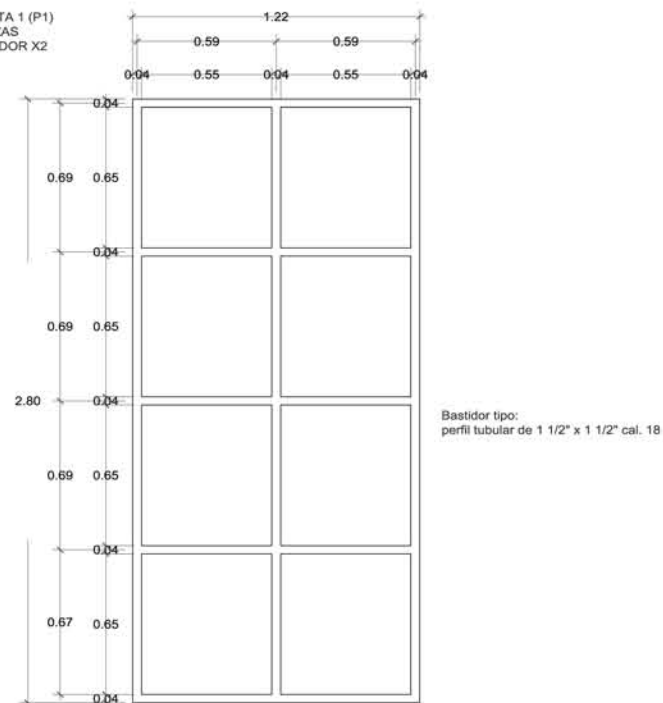 TA 1 (P1)
AS
DOR X2
1.22
0.59 0.59
0.04 0.55 0.04 0.55 0.04
0.04
0.69 0.65
0.04
0.69 0.65
2.80 0.04
Bastidor tipo:
perfil tubular de 1 1/2" x 1 1/2" cal. 18
0.69 0.65
0.04
0.67 0.65
0.04